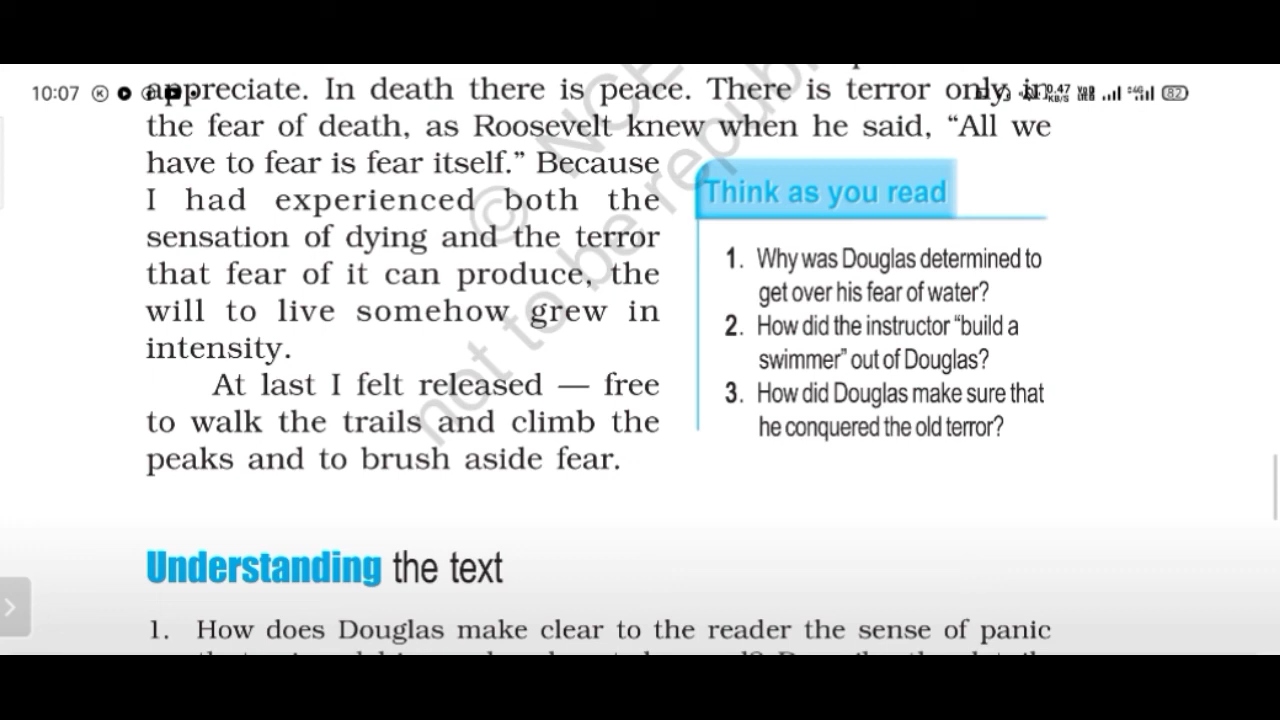 10:07
82
appreciate. In death there is peace. There is terror only in
the fear of death, as Roosevelt knew when he said, “All we
have to fear is fear itself.” Because
I had experienced both the
sensation of dying and the terror
that fear of it can produce, the
will to live somehow grew in
intensity.
At last I felt released — free
to walk the trails and climb the
peaks and to brush aside fear.
Think as you read
1. Why was Douglas determined to
get over his fear of water?
2. How did the instructor “build a
swimmer” out of Douglas?
3. How did Douglas make sure that
he conquered the old terror?
© NCE
not to be republi
Understanding the text
1. How does Douglas make clear to the reader the sense of panic